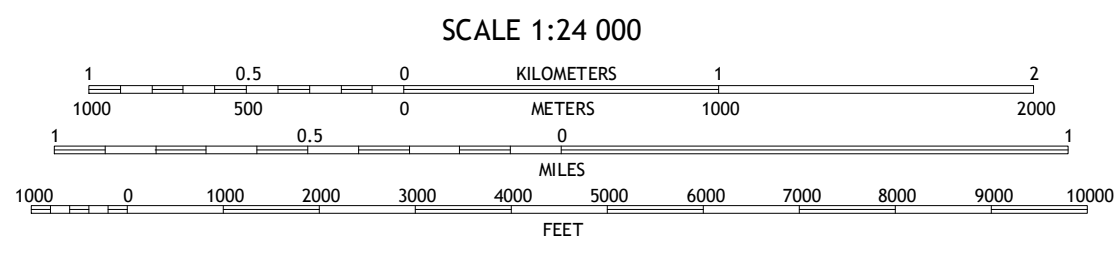 SCALE 1:24 000
1 0.5 0 KILOMETERS 1 2
1000 500 0 METERS 1000 2000
1 0.5 0 1
MILES
1000 0 1000 2000 3000 4000 5000 6000 7000 8000 9000 10000
FEET